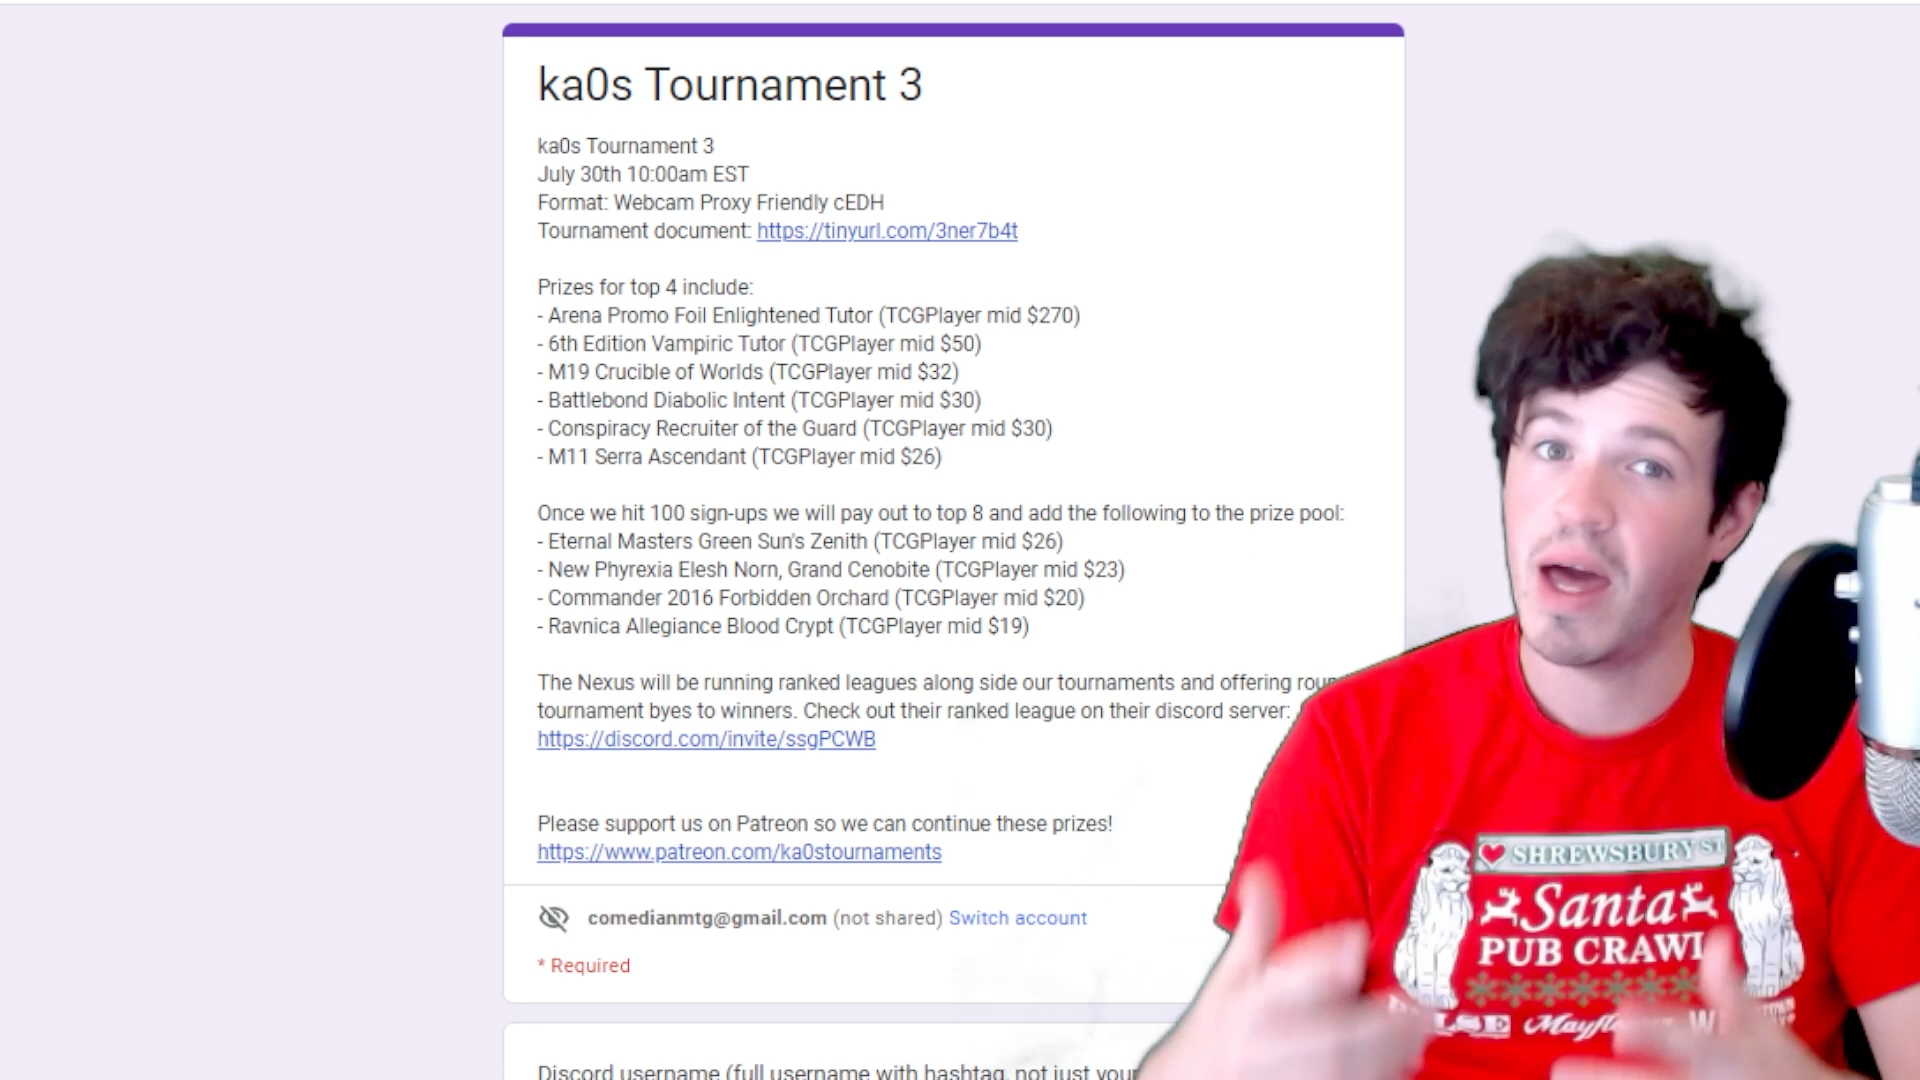 ka0s Tournament 3
ka0s Tournament 3
July 30th 10:00am EST
Format: Webcam Proxy Friendly cEDH
Tournament document: https://tinyurl.com/3ner7b4t
Prizes for top 4 include:
- Arena Promo Foil Enlightened Tutor (TCGPlayer mid $270)
- 6th Edition Vampiric Tutor (TCGPlayer mid $50)
- M19 Crucible of Worlds (TCGPlayer mid $32)
- Battlebond Diabolic Intent (TCGPlayer mid $30)
- Conspiracy Recruiter of the Guard (TCGPlayer mid $30)
- M11 Serra Ascendant (TCGPlayer mid $26)
Once we hit 100 sign-ups we will pay out to top 8 and add the following to the prize pool:
- Eternal Masters Green Sun's Zenith (TCGPlayer mid $26)
- New Phyrexia Elesh Norn, Grand Cenobite (TCGPlayer mid $23)
- Commander 2016 Forbidden Orchard (TCGPlayer mid $20)
- Ravnica Allegiance Blood Crypt (TCGPlayer mid $19)
The Nexus will be running ranked leagues along side our tournaments and offering
tournament byes to winners. Check out their ranked league on their discord server:
https://discord.com/invite/ssgPCWB
Please support us on Patreon so we can continue these prizes!
https://www.patreon.com/ka0stournaments
comedianmtg@gmail.com (not shared) Switch account
* Required
Discord username (full username with hashtag, not just your
SHREWSBURY ST
Santa
PUB CRAWL